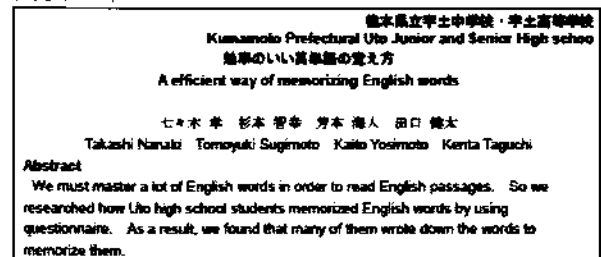 熊本県立宇土中学校・宇土高等学校
Kumamoto Prefectural Uto Junior and Senior High schoo
効率のいい英単語の覚え方
A efficient way of memorizing English words
七々木 杉本 智幸 芳本 海人 田口 健太
Takashi Nanaki Tomoyuki Sugimoto Kaito Yosimoto Kenta Taguchi
Abstract
We must master a lot of English words in order to read English passages. So we
researched how Uto high school students memorized English words by using
questionnaire. As a result, we found that many of them wrote down the words to
memorize them.